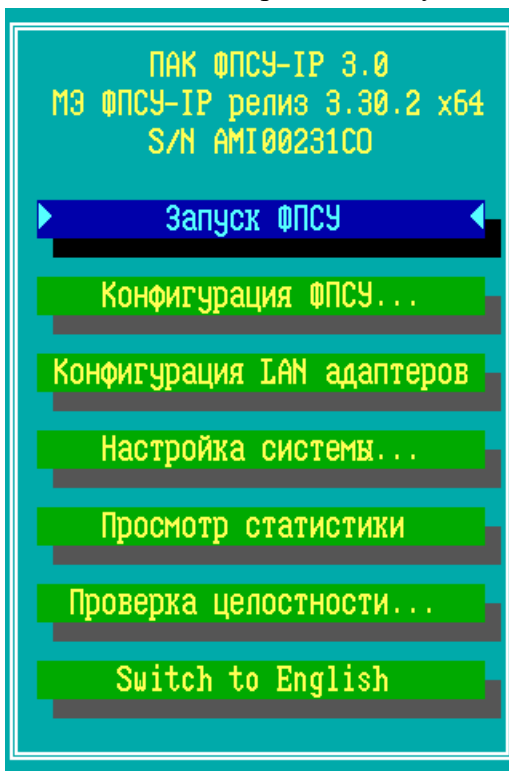 ПАК ФПСУ-IP 3.0
МЭ ФПСУ-IP релиз 3.30.2 x64
S/N AMI00231CO
Запуск ФПСУ
Конфигурация ФПСУ...
Конфигурация LAN адаптеров
Настройка системы...
Просмотр статистики
Проверка целостности...
Switch to English